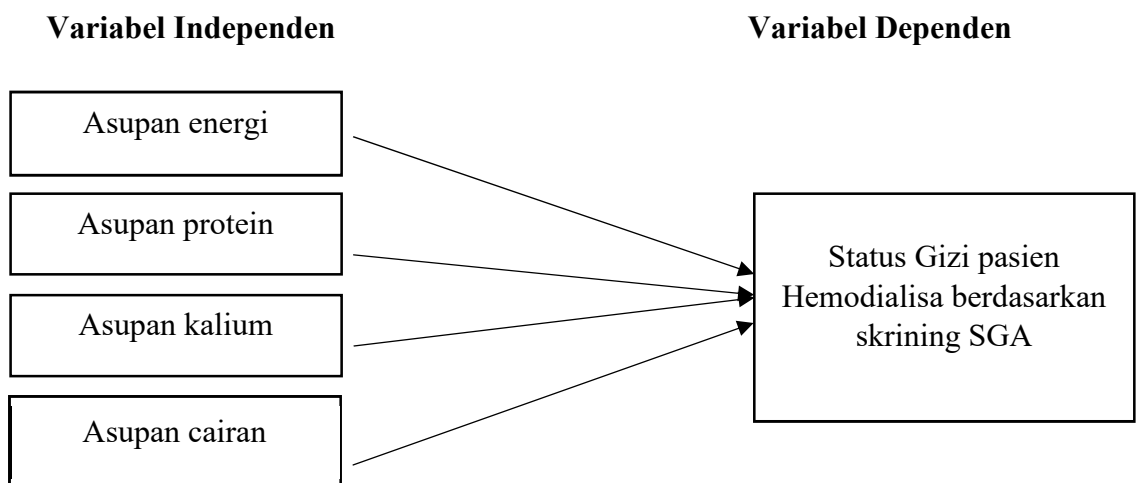 Variabel Independen
Variabel Dependen
Asupan energi
Asupan protein
Asupan kalium
Asupan cairan
Status Gizi pasien
Hemodialisa berdasarkan
skrining SGA